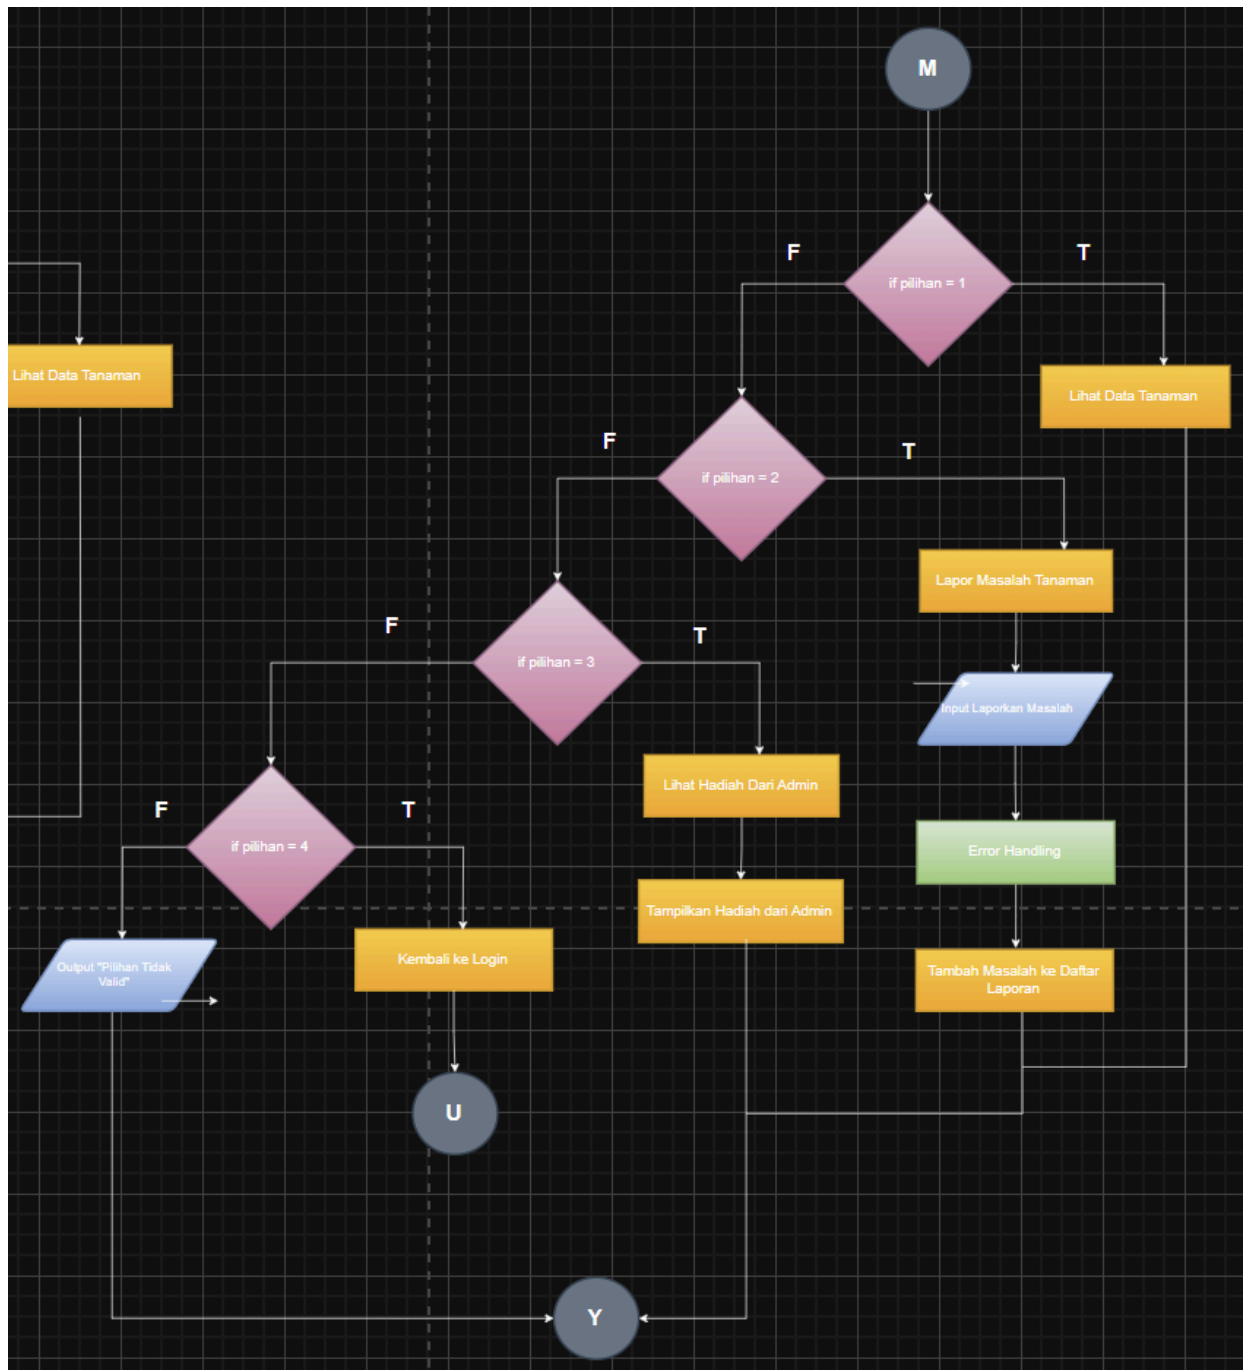 M
F
T
if pilihan = 1
Lihat Data Tanaman
Lihat Data Tanaman
F
T
if pilihan = 2
Lapor Masalah Tanaman
F
T
if pilihan = 3
Input Laporkan Masalah
Lihat Hadiah Dari Admin
F
T
if pilihan = 4
Error Handling
Tampilkan Hadiah dari Admin
Output "Pilihan Tidak
Valid"
Kembali ke Login
Tambah Masalah ke Daftar
Laporan
U
Y